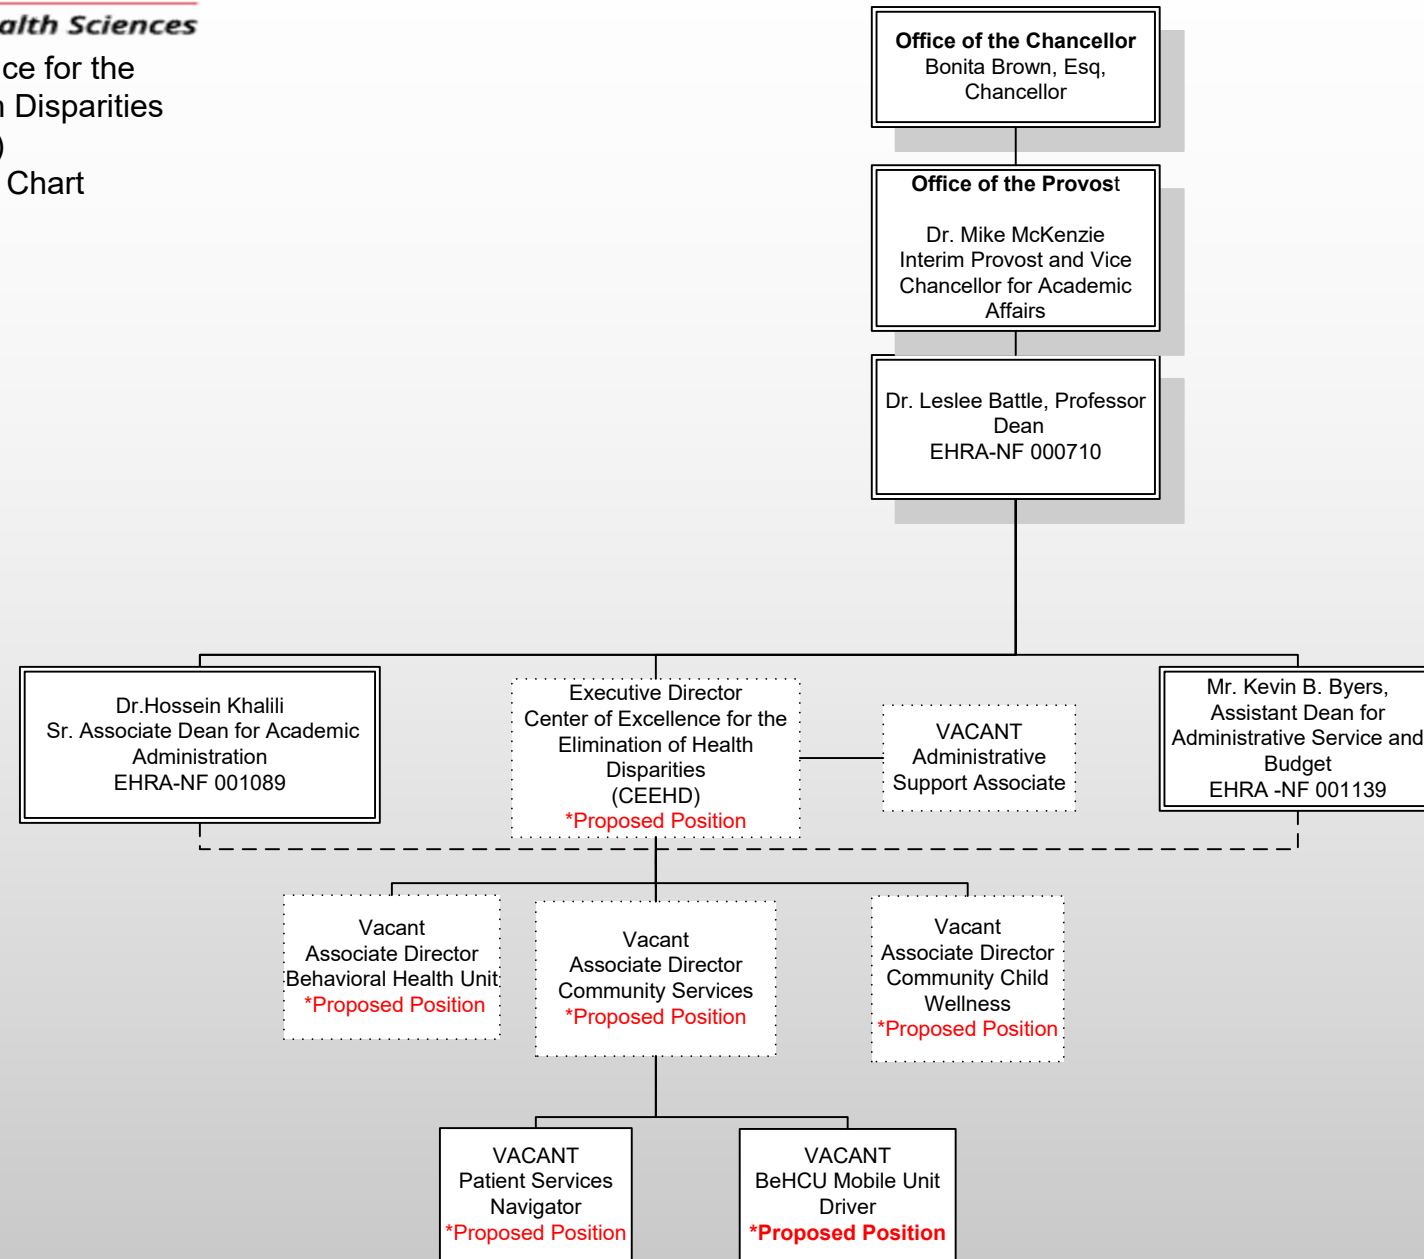 alth Sciences
ce for the
n Disparities
)
Chart
Office of the Chancellor
Bonita Brown, Esq,
Chancellor
Office of the Provost
Dr. Mike McKenzie
Interim Provost and Vice
Chancellor for Academic
Affairs
Dr. Leslee Battle, Professor
Dean
EHRA-NF 000710
Dr.Hossein Khalili
Sr. Associate Dean for Academic
Administration
EHRA-NF 001089
Executive Director
Center of Excellence for the
Elimination of Health
Disparities
(CEEHD)
*Proposed Position
VACANT
Administrative
Support Associate
Mr. Kevin B. Byers,
Assistant Dean for
Administrative Service and
Budget
EHRA -NF 001139
Vacant
Associate Director
Behavioral Health Unit
*Proposed Position
Vacant
Associate Director
Community Services
*Proposed Position
Vacant
Associate Director
Community Child
Wellness
*Proposed Position
VACANT
Patient Services
Navigator
*Proposed Position
VACANT
BeHCU Mobile Unit
Driver
*Proposed Position